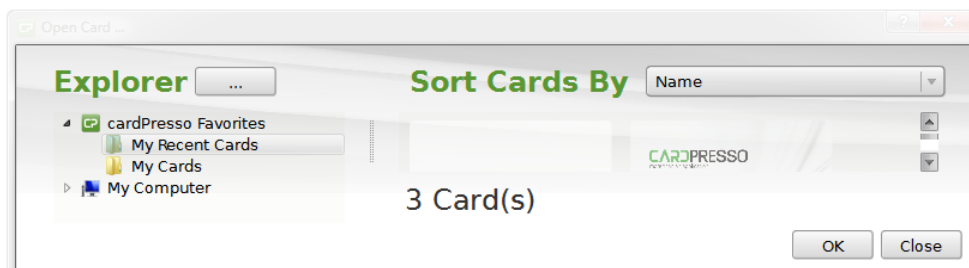 Open Card ...
Explorer ...
Sort Cards By Name
cardPresso Favorites
My Recent Cards
My Cards
My Computer
CARDPRESSO
3 Card(s)
OK Close